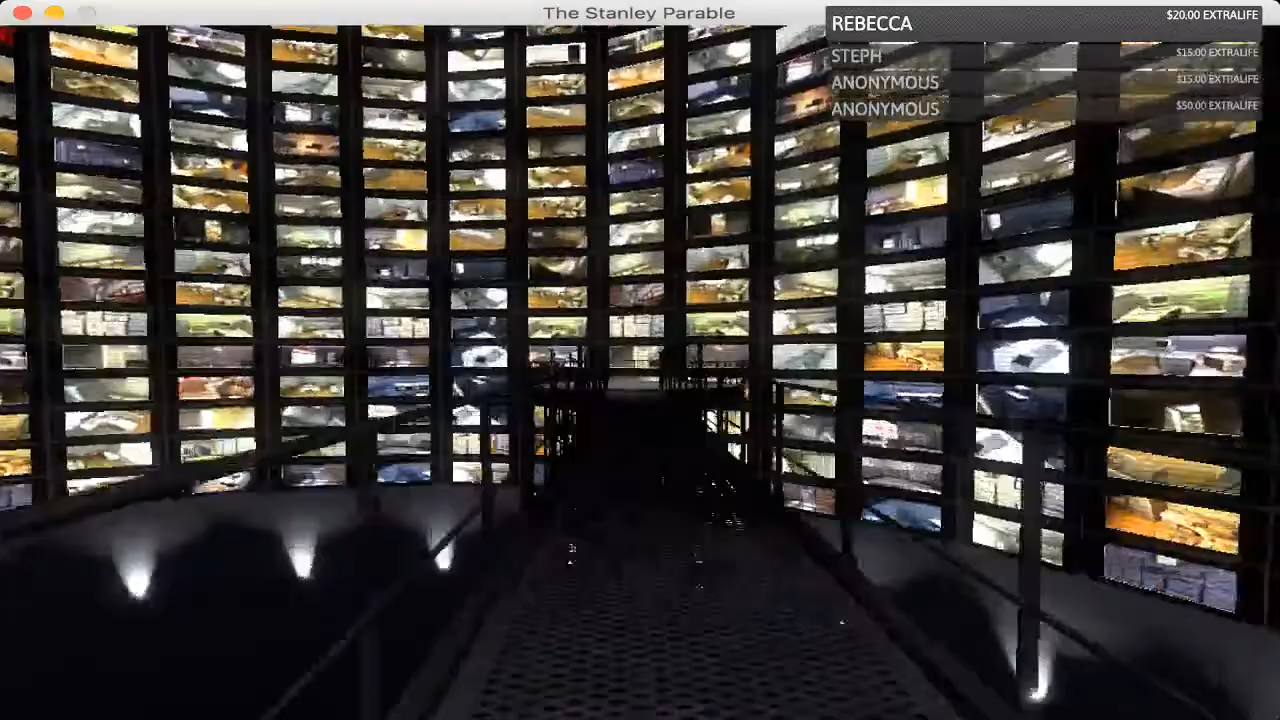 The Stanley Parable
REBECCA $20.00 EXTRALIFE
STEPH $15.00 EXTRALIFE
ANONYMOUS $15.00 EXTRALIFE
ANONYMOUS $50.00 EXTRALIFE